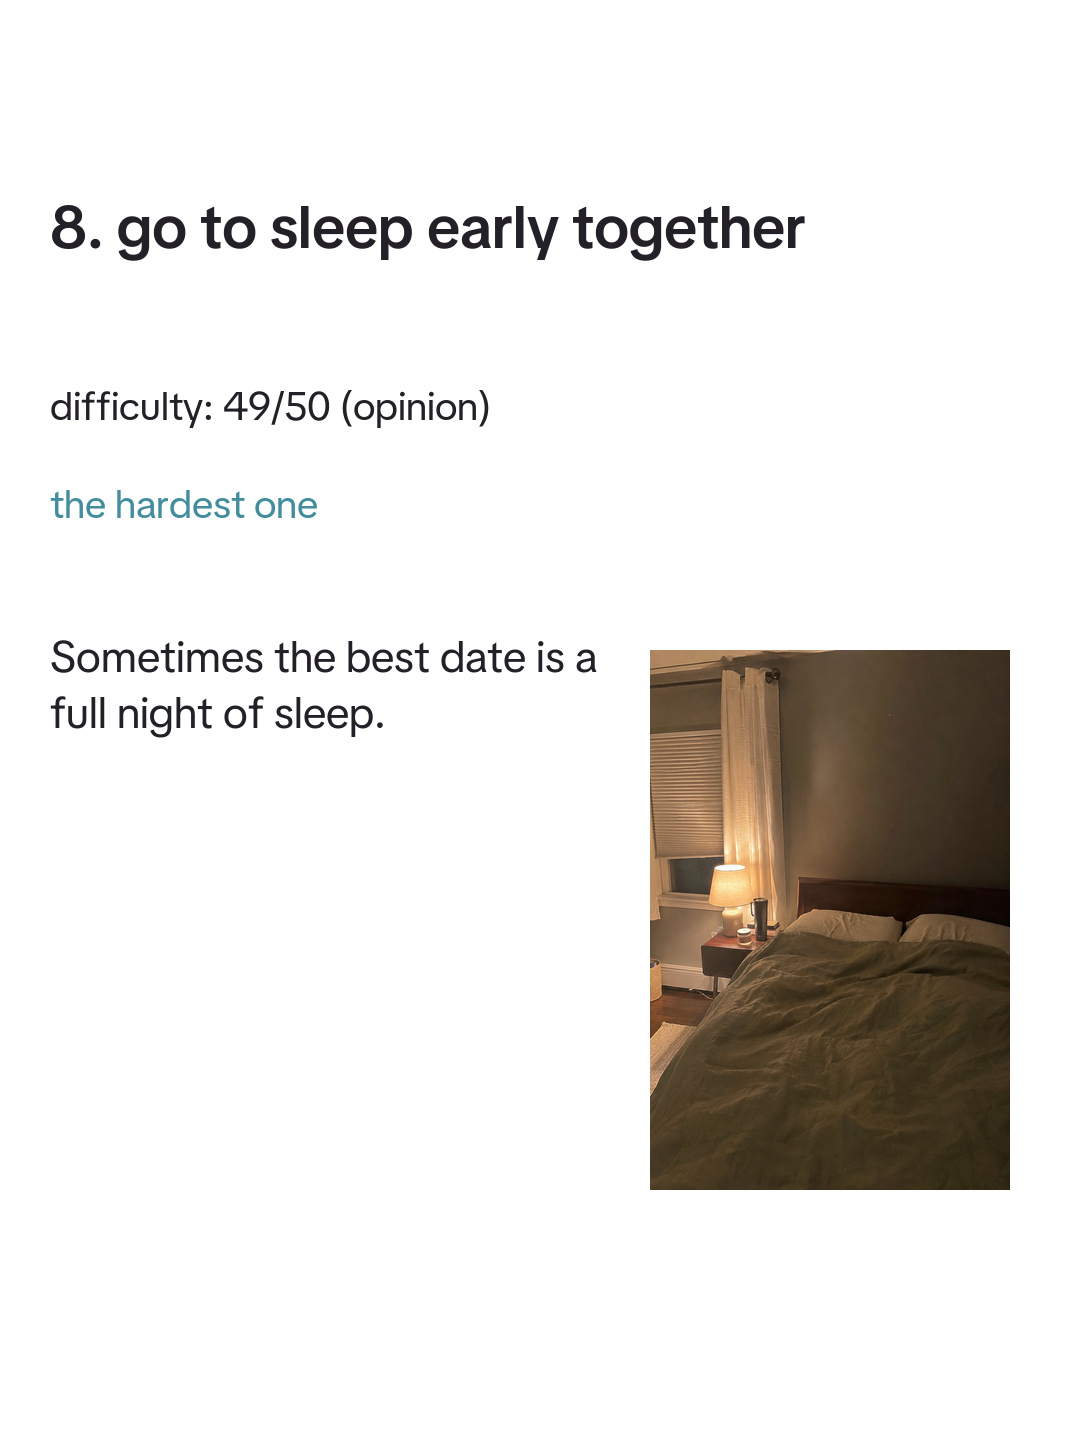 8. go to sleep early together
difficulty: 49/50 (opinion)
the hardest one
Sometimes the best date is a
full night of sleep.